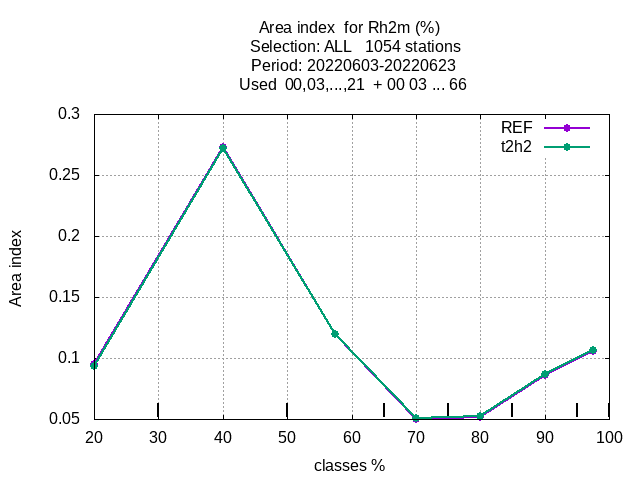 Area index  for Rh2m (%)
Selection: ALL   1054 stations
Period: 20220603-20220623
Used  00,03,...,21  + 00 03 ... 66
REF
t2h2
0.3
0.25
0.2
0.15
0.1
0.05
Area index
20 30 40 50 60 70 80 90 100
classes %